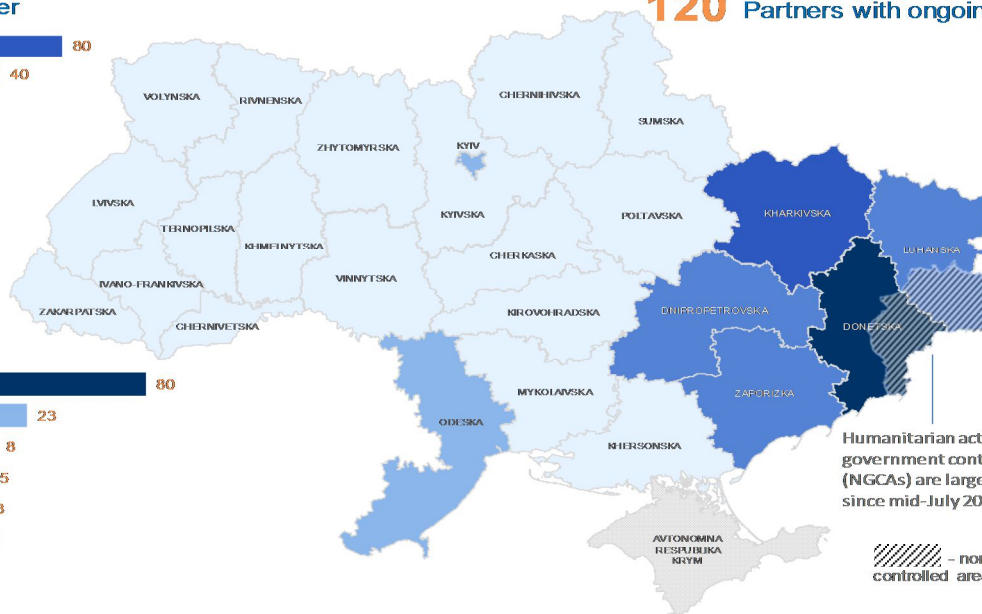 er
120 Partners with ongoin
80
40
VOLYNSKA
RIVNENSKA
CHERNIHIVSKA
SUMSKA
ZHYTOMYRSKA
KYIV
LVIVSKA
TERNOPILSKA
KYIVSKA
POLTAVSKA
KHARKIVSKA
KHMELNYTSKA
CHERKASKA
LUHANSKA
IVANO-FRANKIVSKA
VINNYTSKA
ZAKARPATSKA
CHERNIVETSKA
KIROVOHRADSKA
DNIPROPETROVSKA
DONETSKA
80
23
8
5
MYKOLAIVSKA
ZAPORIZKA
ODESKA
KHERSONSKA
Humanitarian act
government cont
(NGCAs) are large
since mid-July 20
AVTONOMNA
RESPUBLIKA
KRYM
– non
controlled are